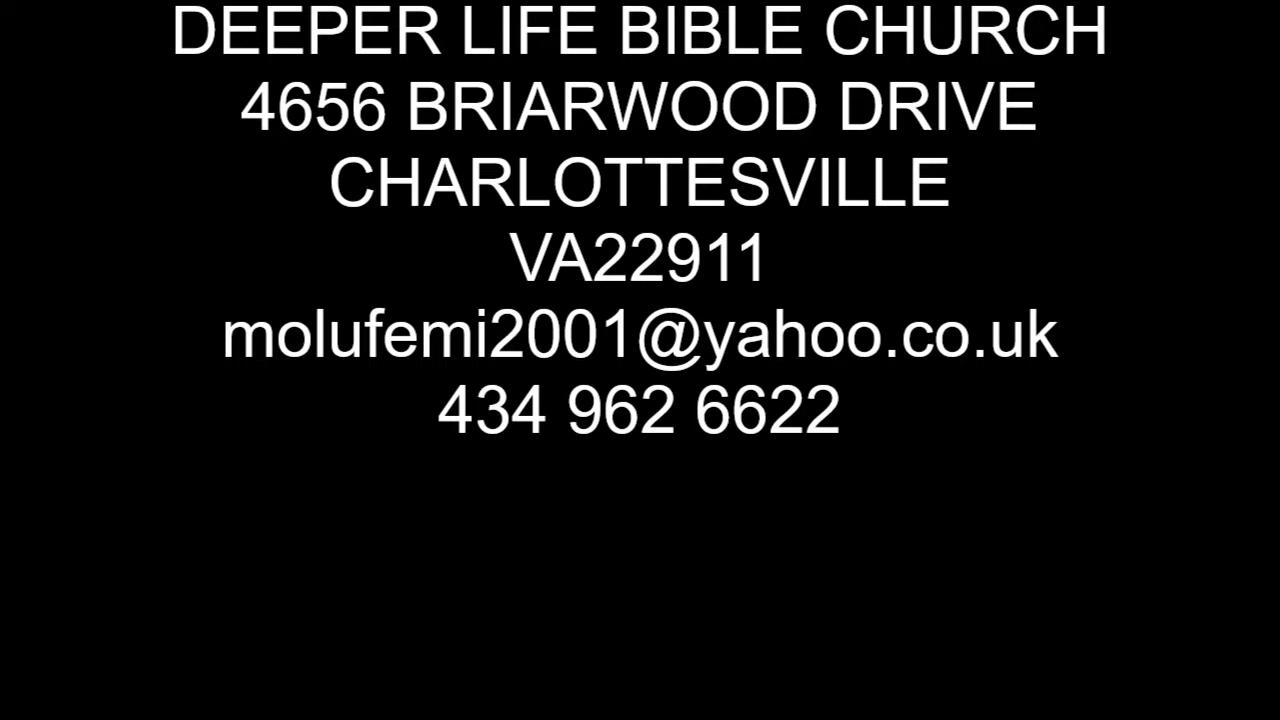 DEEPER LIFE BIBLE CHURCH
4656 BRIARWOOD DRIVE
CHARLOTTESVILLE
VA22911
molufemi2001@yahoo.co.uk
434 962 6622